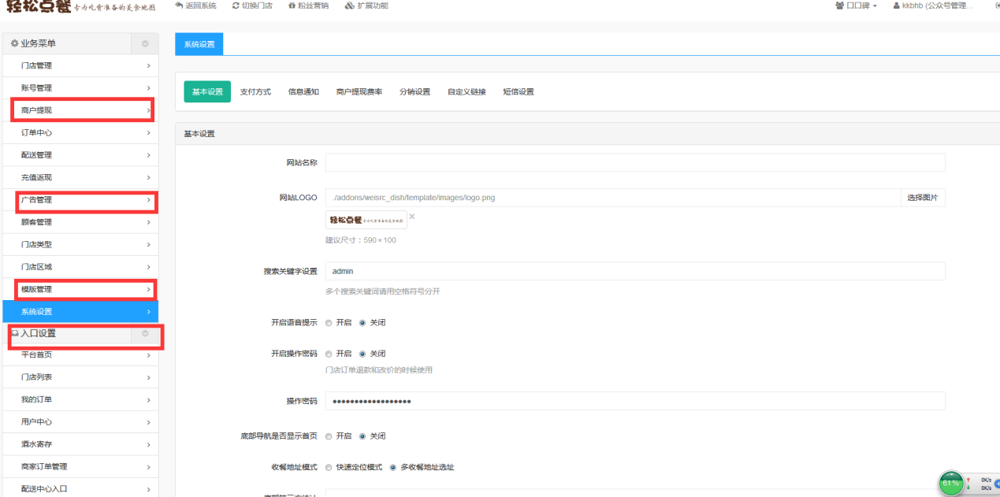 轻松点餐 专为吃货准备的美食地图 返回系统 切换门店 粉丝营销 扩展功能 口口碑 kkbhb (公众号管理...
业务菜单
门店管理
账号管理
商户提现
订单中心
配送管理
充值返现
广告管理
顾客管理
门店类型
门店区域
模版管理
系统设置
入口设置
平台首页
门店列表
我的订单
用户中心
酒水寄存
商家订单管理
配送中心入口
系统设置
基本设置 支付方式 信息通知 商户提现费率 分销设置 自定义链接 短信设置
基本设置
网站名称
网站LOGO ./addons/weisrc_dish/template/images/logo.png 选择图片
轻松点餐 专为吃货准备的美食地图 ×
建议尺寸：590×100
搜索关键字设置 admin
多个搜索关键词请用空格符号分开
开启语音提示 开启 关闭
开启操作密码 开启 关闭
门店订单退款和改价的时候使用
操作密码 ••••••••••••••••••
底部导航是否显示首页 开启 关闭
收餐地址模式 快速定位模式 多收餐地址选址
61% 0K/s
0K/s